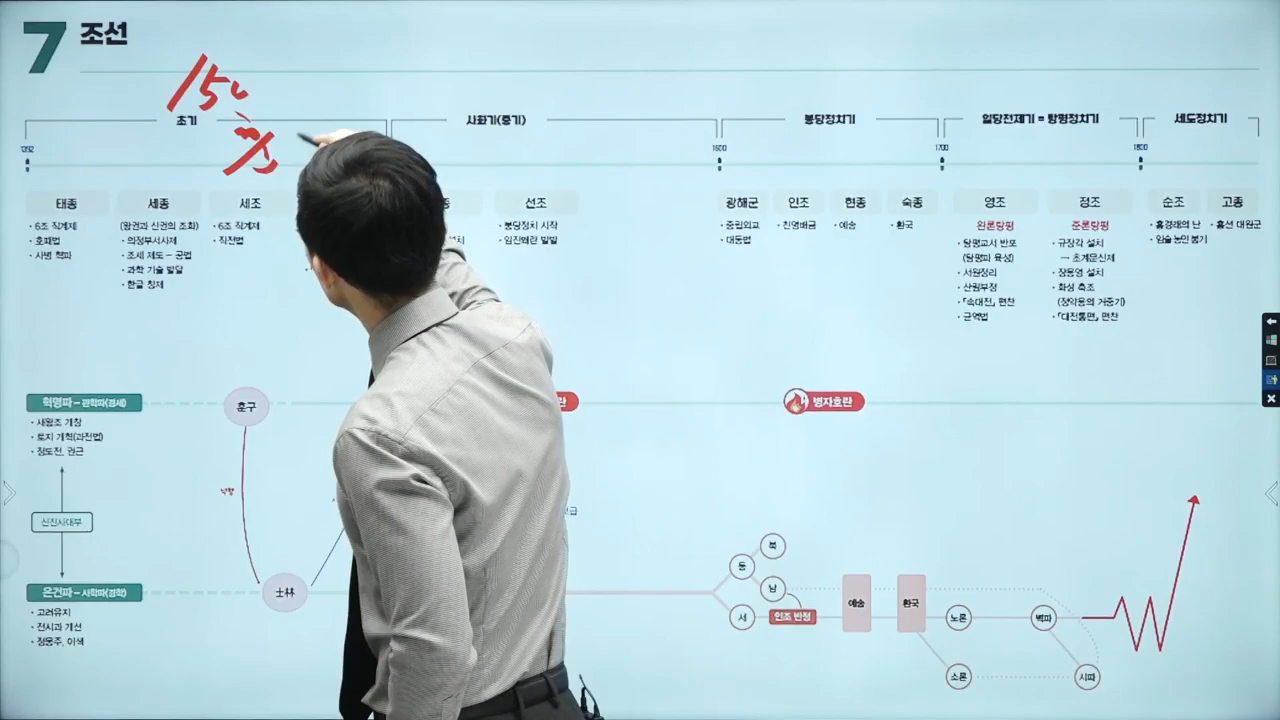 7 조선
15
초기
사화기(중기)
붕당정치기
일당전제기 = 탕평정치기
세도정치기
1392
1600
1700
1800
태종
· 6조 직계제
· 호패법
· 사병 혁파
세종
(왕권과 신권의 조화)
· 의정부서사제
· 조세 제도 – 공법
· 과학 기술 발달
· 한글 창제
세조
· 6조 직계제
· 직전법
선조
· 붕당정치 시작
· 임진왜란 발발
광해군
· 중립외교
· 대동법
인조
· 친명배금
현종
· 예송
숙종
· 환국
영조
완론탕평
· 탕평교서 반포
(탕평파 육성)
· 서원정리
· 산림부정
· 「속대전」 편찬
· 균역법
정조
준론탕평
· 규장각 설치
→ 초계문신제
· 장용영 설치
· 화성 축조
(정약용의 거중기)
· 「대전통편」 편찬
순조
· 홍경래의 난
· 임술 농민 봉기
고종
· 흥선 대원군
혁명파 – 관학파(경세)
· 새왕조 개창
· 토지 개혁(과전법)
· 정도전, 권근
훈구
란
병자호란
낙향
신진사대부
온건파 – 사학파(경학)
· 고려유지
· 전시과 개선
· 정몽주, 이색
士林
동
북
남
서
인조 반정
예송
환국
노론
소론
벽파
시파